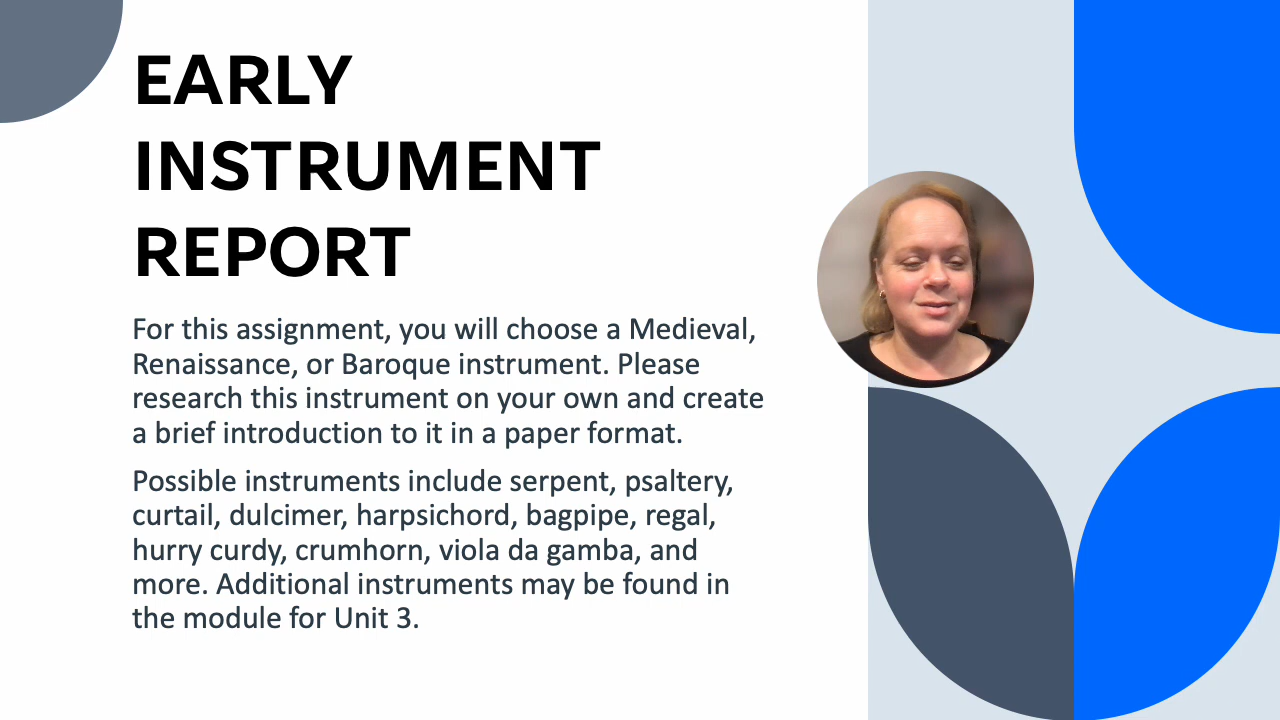 EARLY
INSTRUMENT
REPORT
For this assignment, you will choose a Medieval,
Renaissance, or Baroque instrument. Please
research this instrument on your own and create
a brief introduction to it in a paper format.
Possible instruments include serpent, psaltery,
curtail, dulcimer, harpsichord, bagpipe, regal,
hurry curdy, crumhorn, viola da gamba, and
more. Additional instruments may be found in
the module for Unit 3.